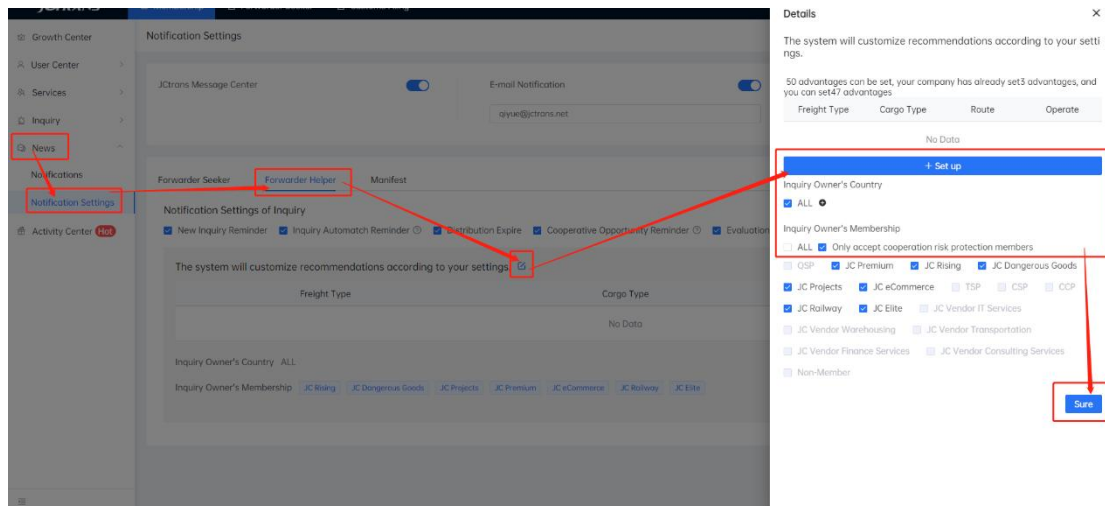 Growth Center
User Center
Services
Inquiry
News
Notifications
Notification Settings
Activity Center Hot
Notification Settings
JCtrans Message Center
E-mail Notification
qiyue@jctrans.net
Forwarder Seeker Forwarder Helper Manifest
Notification Settings of Inquiry
New Inquiry Reminder Inquiry Automatch Reminder Distribution Expire Cooperative Opportunity Reminder Evaluation
The system will customize recommendations according to your settings
Freight Type Cargo Type
No Data
Inquiry Owner's Country ALL
Inquiry Owner's Membership JC Rising JC Dangerous Goods JC Projects JC Premium JC eCommerce JC Railway JC Elite
Details
The system will customize recommendations according to your setti
ngs.
50 advantages can be set, your company has already set3 advantages, and
you can set47 advantages
Freight Type Cargo Type Route Operate
No Data
+ Set up
Inquiry Owner's Country
ALL
Inquiry Owner's Membership
ALL Only accept cooperation risk protection members
OSP JC Premium JC Rising JC Dangerous Goods
JC Projects JC eCommerce TSP CSP CCP
JC Railway JC Elite JC Vendor IT Services
JC Vendor Warehousing JC Vendor Transportation
JC Vendor Finance Services JC Vendor Consulting Services
Non-Member
Sure